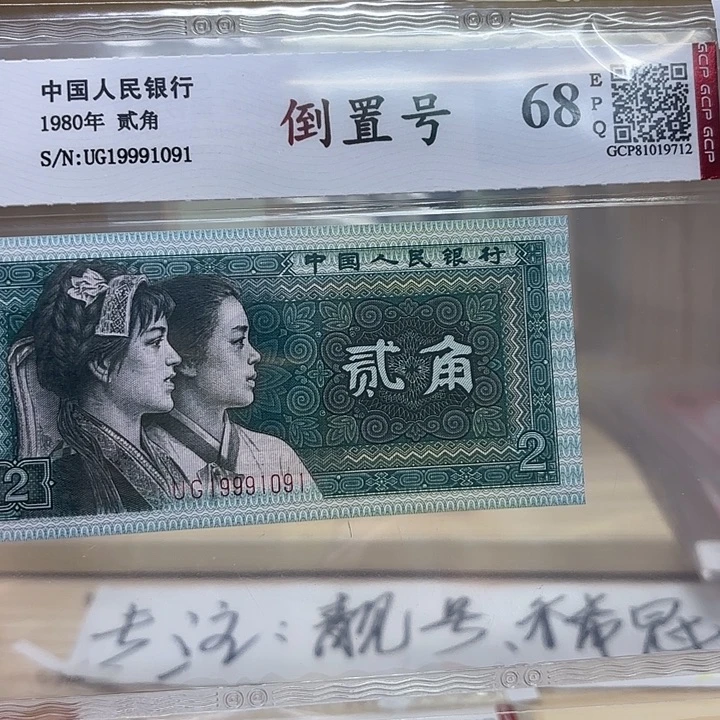 中国人民银行
1980年 贰角
S/N:UG19991091
倒置号
68
EPQ
GCP81019712
GCP GCP GCP
中国人民银行
贰角
UG19991091
2
2
专注：靓号、稀冠